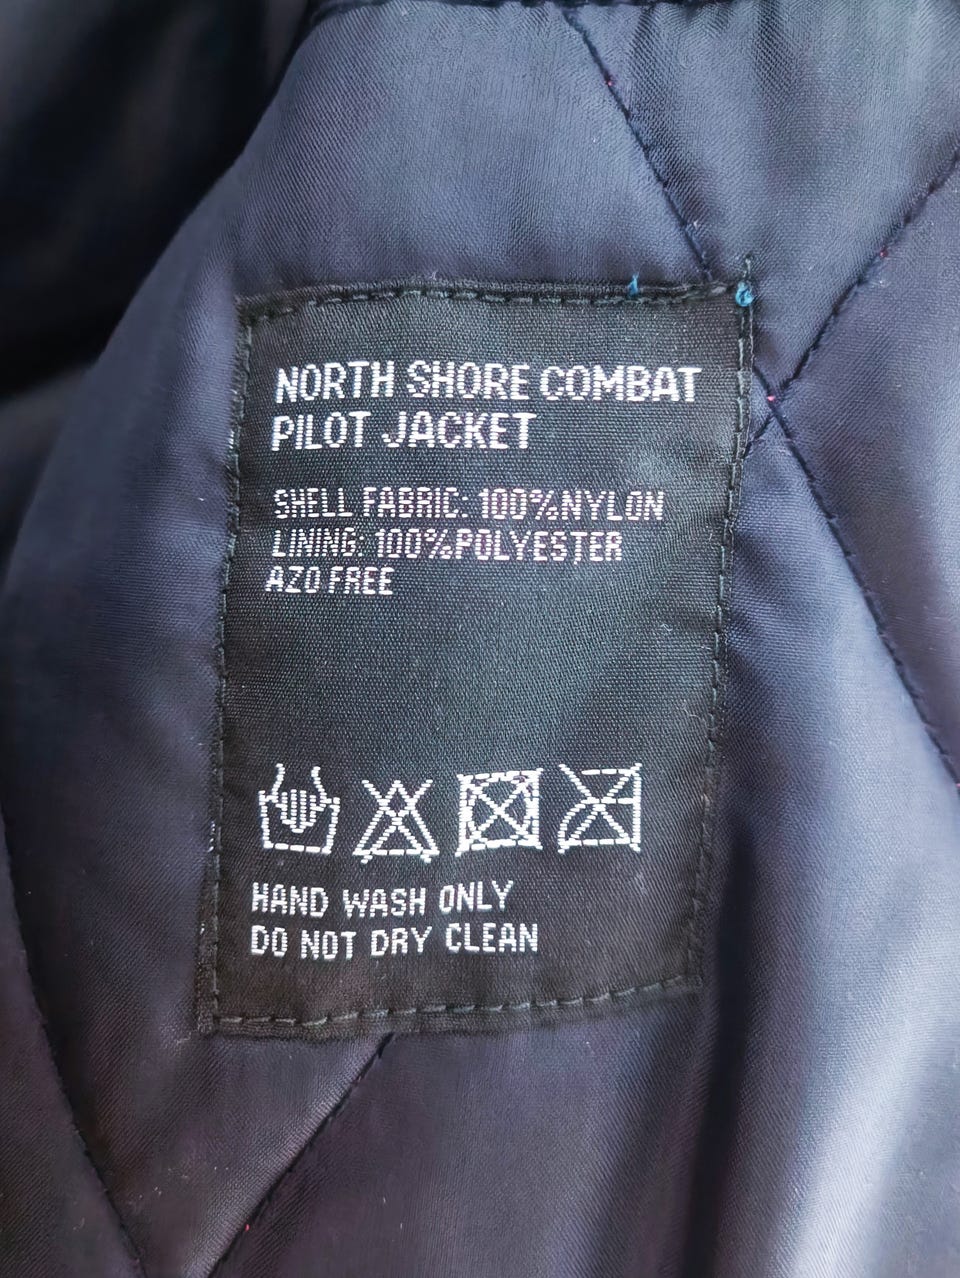 NORTH SHORE COMBAT
PILOT JACKET
SHELL FABRIC: 100%NYLON
LINING: 100%POLYESTER
AZO FREE
HAND WASH ONLY
DO NOT DRY CLEAN